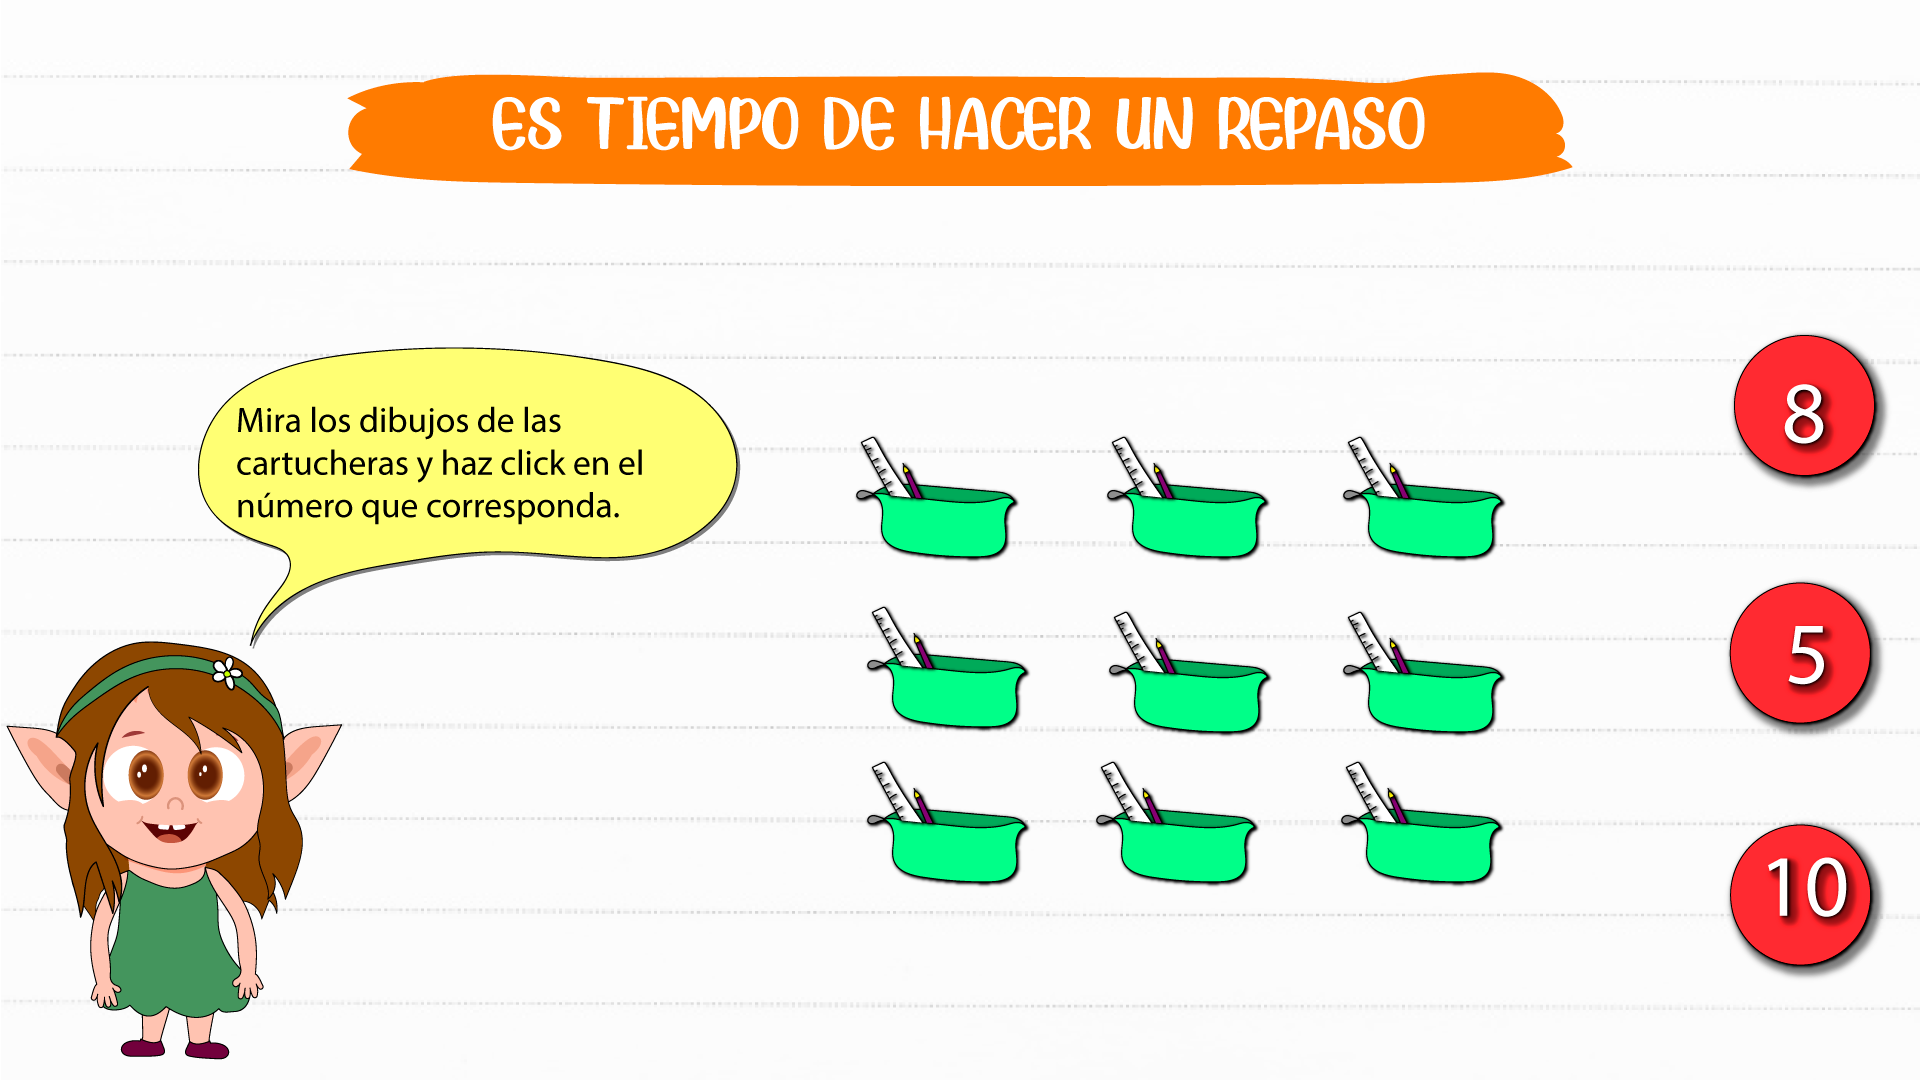 ES TIEMPO DE HACER UN REPASO
Mira los dibujos de las
cartucheras y haz click en el
número que corresponda.
8
5
10